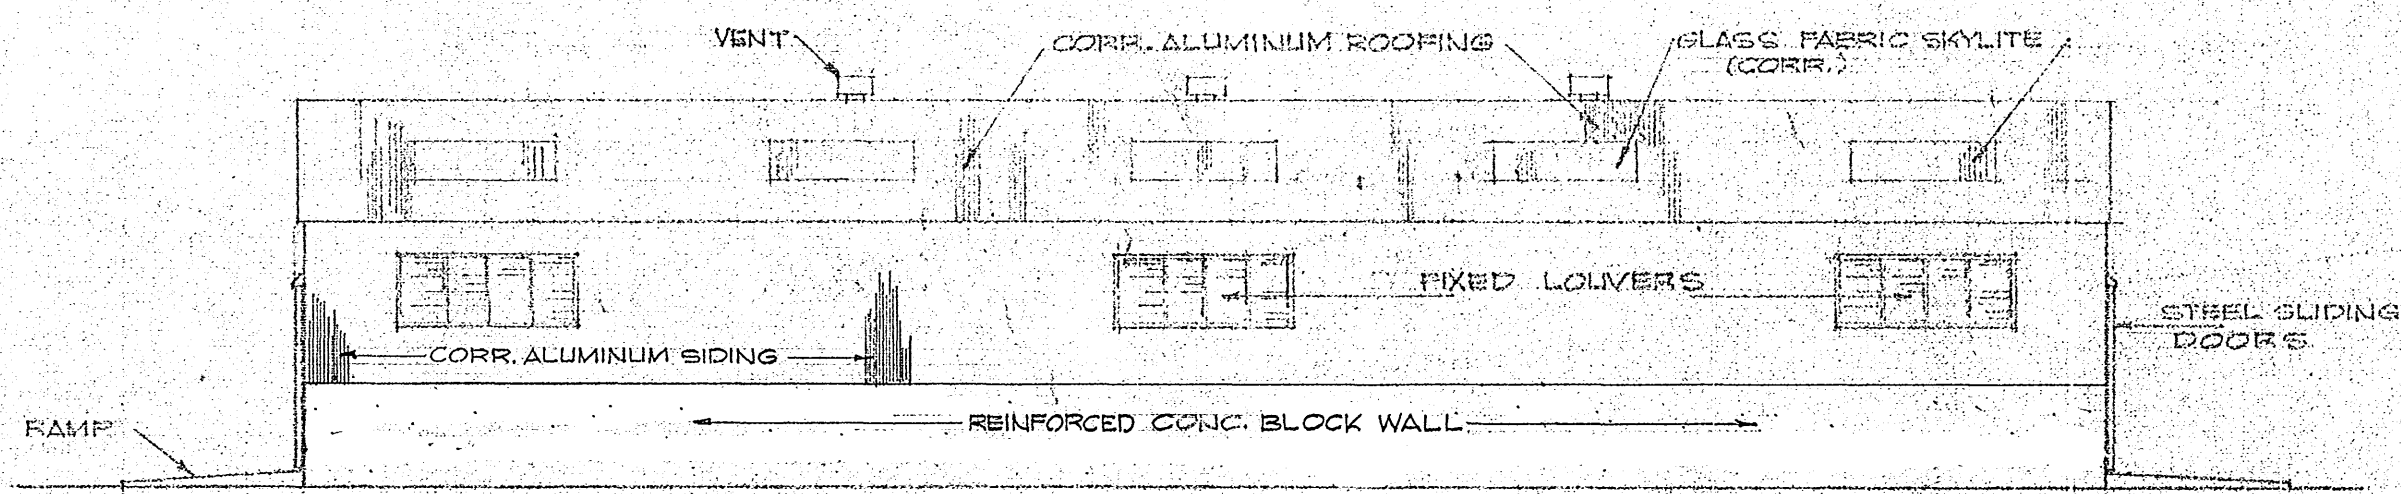 VENT
CORR. ALUMINUM ROOFING
GLASS FABRIC SKYLITE
(CORR.)
FIXED LOUVERS
STEEL SLIDING
DOORS
CORR. ALUMINUM SIDING
REINFORCED CONC. BLOCK WALL
RAMP